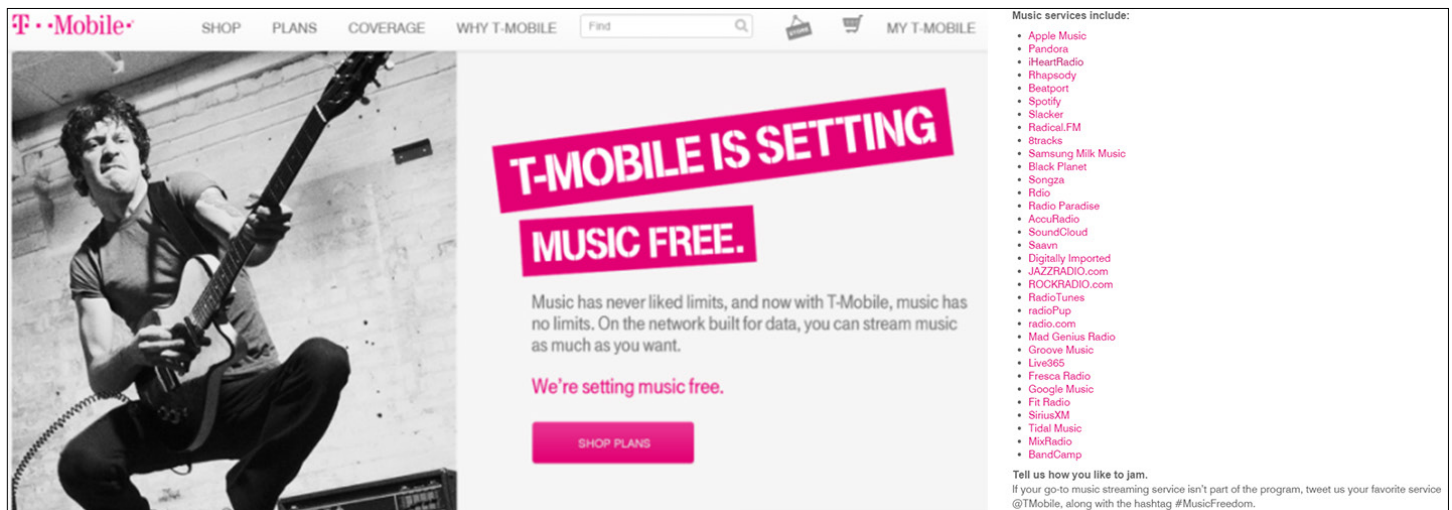 T··Mobile·
SHOP PLANS COVERAGE WHY T-MOBILE Find STORE MY T-MOBILE
T-MOBILE IS SETTING
MUSIC FREE.
Music has never liked limits, and now with T-Mobile, music has
no limits. On the network built for data, you can stream music
as much as you want.
We're setting music free.
SHOP PLANS
Music services include:
Apple Music
Pandora
iHeartRadio
Rhapsody
Beatport
Spotify
Slacker
Radical.FM
8tracks
Samsung Milk Music
Black Planet
Songza
Rdio
Radio Paradise
AccuRadio
SoundCloud
Saavn
Digitally Imported
JAZZRADIO.com
ROCKRADIO.com
RadioTunes
radioPup
radio.com
Mad Genius Radio
Groove Music
Live365
Fresca Radio
Google Music
Fit Radio
SiriusXM
Tidal Music
MixRadio
BandCamp
Tell us how you like to jam.
If your go-to music streaming service isn't part of the program, tweet us your favorite service
@TMobile, along with the hashtag #MusicFreedom.